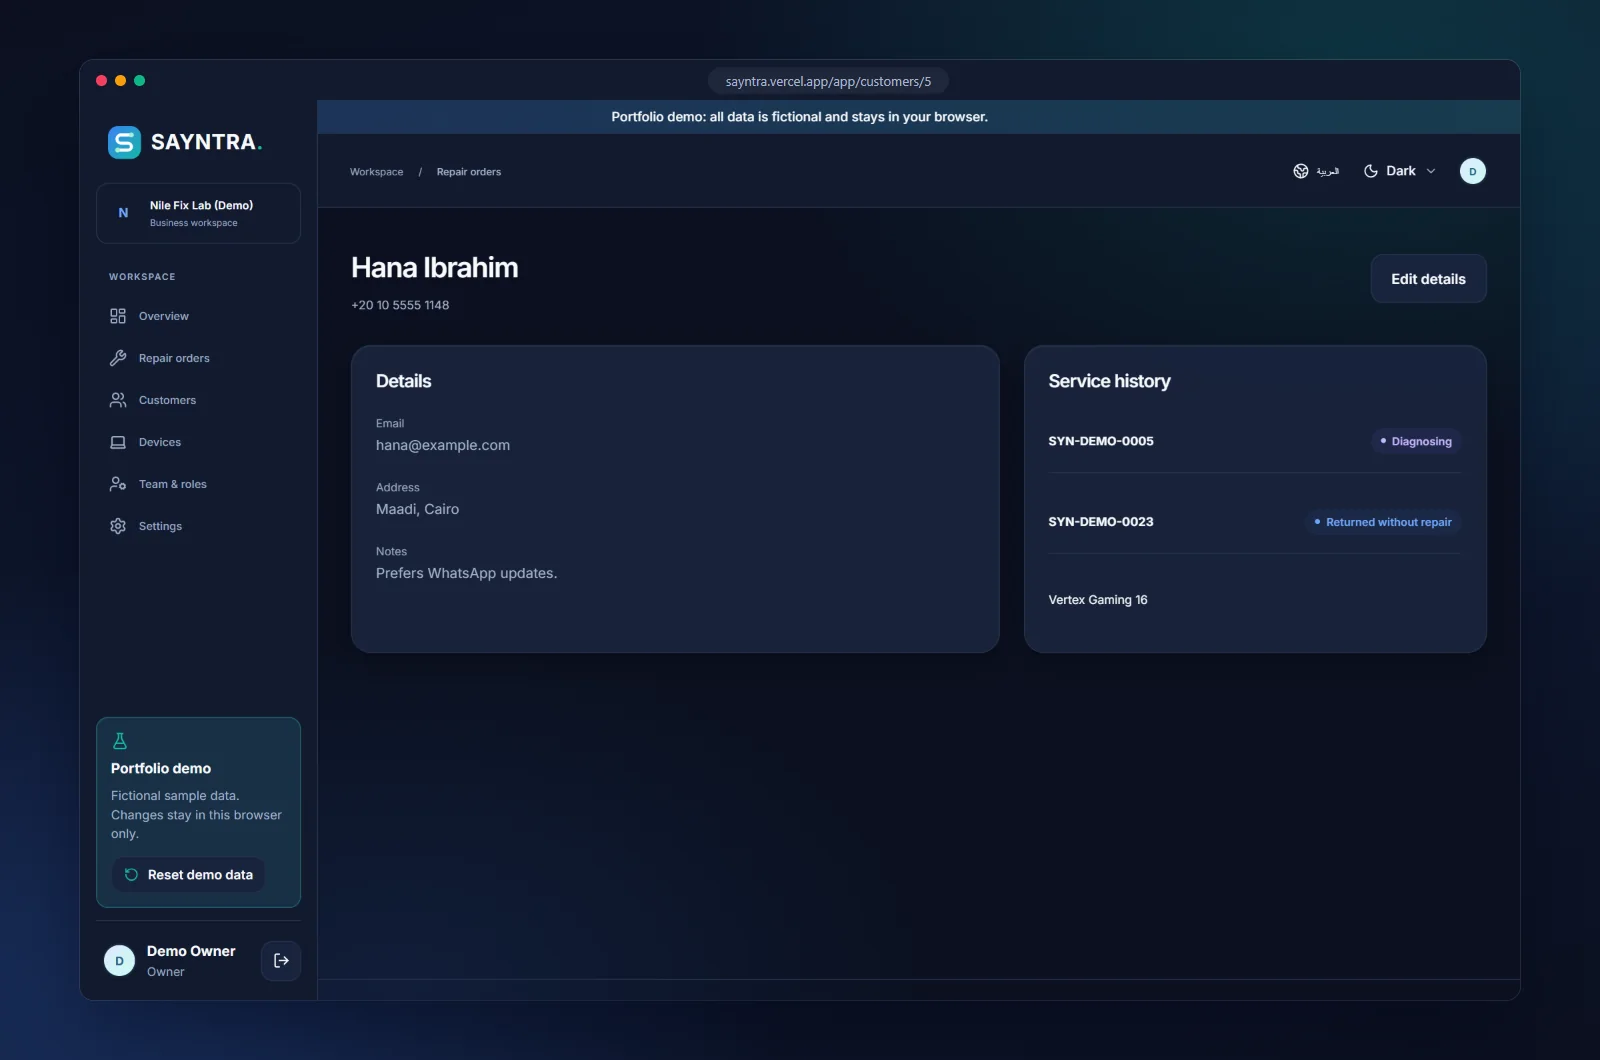 sayntra.vercel.app/app/customers/5
Portfolio demo: all data is fictional and stays in your browser.
SAYNTRA.
N
Nile Fix Lab (Demo)
Business workspace
WORKSPACE
Overview
Repair orders
Customers
Devices
Team & roles
Settings
Portfolio demo
Fictional sample data.
Changes stay in this browser
only.
Reset demo data
D
Demo Owner
Owner
Workspace / Repair orders
العربية
Dark
D
Hana Ibrahim
+20 10 5555 1148
Edit details
Details
Email
hana@example.com
Address
Maadi, Cairo
Notes
Prefers WhatsApp updates.
Service history
SYN-DEMO-0005
Diagnosing
SYN-DEMO-0023
Returned without repair
Vertex Gaming 16